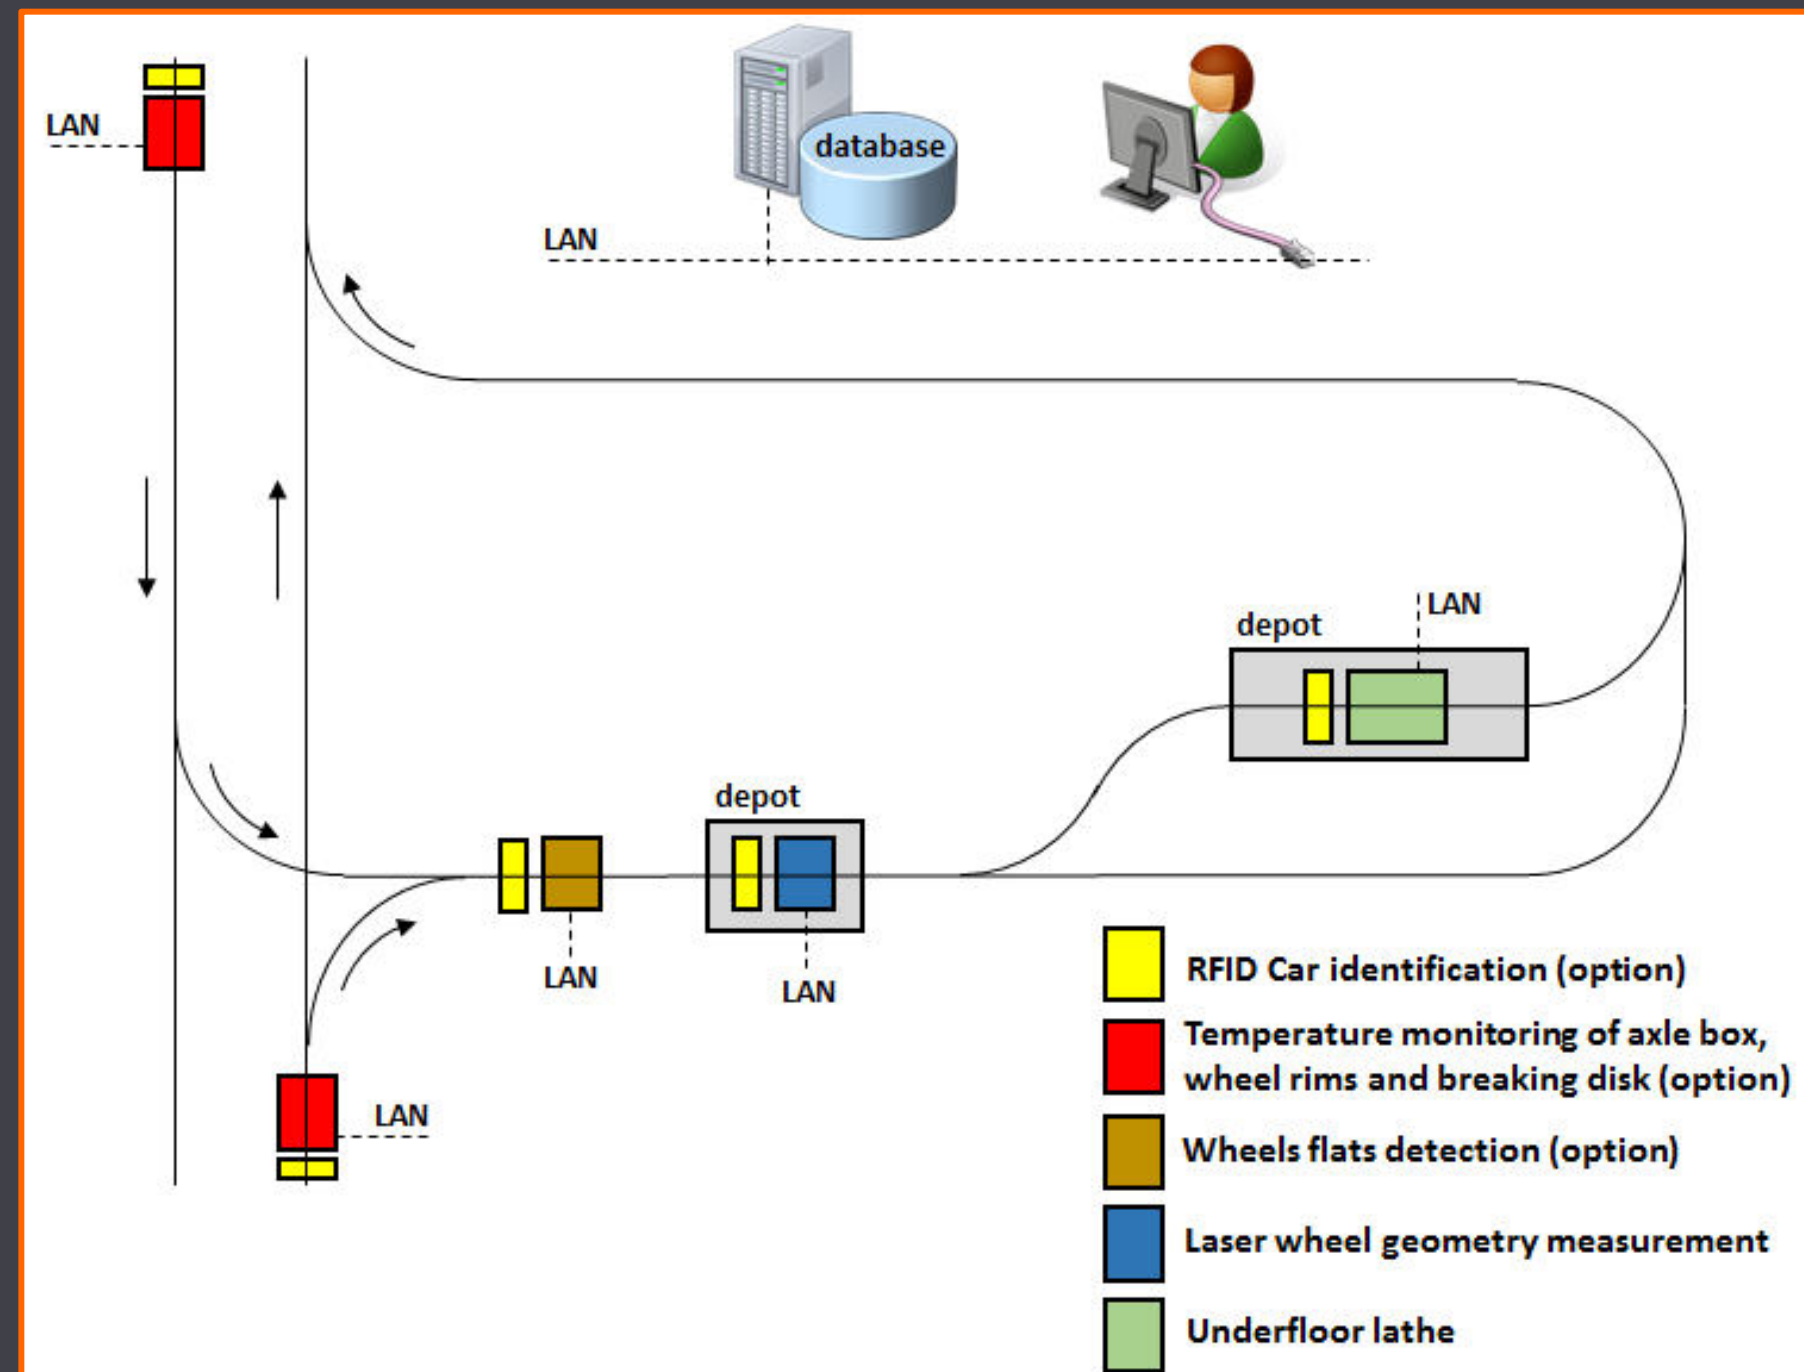 LAN
database
LAN
LAN
depot
depot
LAN
LAN
LAN
RFID Car identification (option)
Temperature monitoring of axle box,
wheel rims and breaking disk (option)
Wheels flats detection (option)
Laser wheel geometry measurement
Underfloor lathe